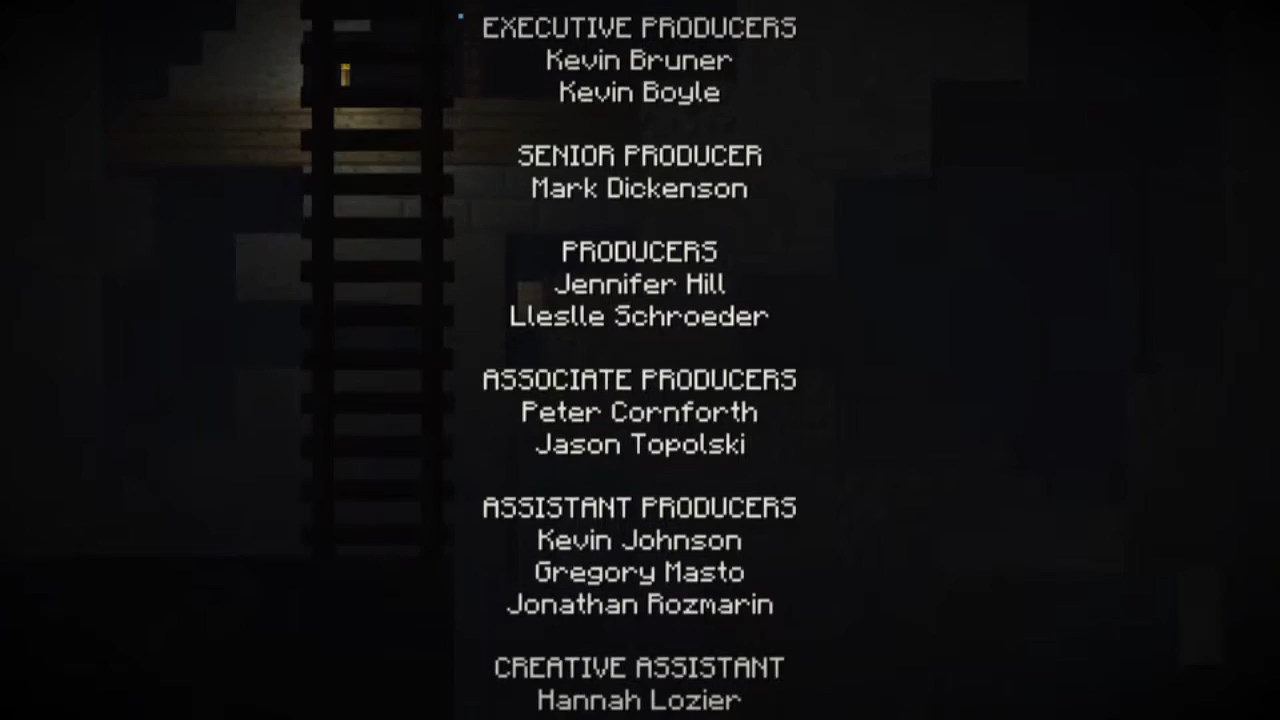 EXECUTIVE PRODUCERS
Kevin Bruner
Kevin Boyle
SENIOR PRODUCER
Mark Dickenson
PRODUCERS
Jennifer Hill
Lleslle Schroeder
ASSOCIATE PRODUCERS
Peter Cornforth
Jason Topolski
ASSISTANT PRODUCERS
Kevin Johnson
Gregory Masto
Jonathan Rozmarin
CREATIVE ASSISTANT
Hannah Lozier